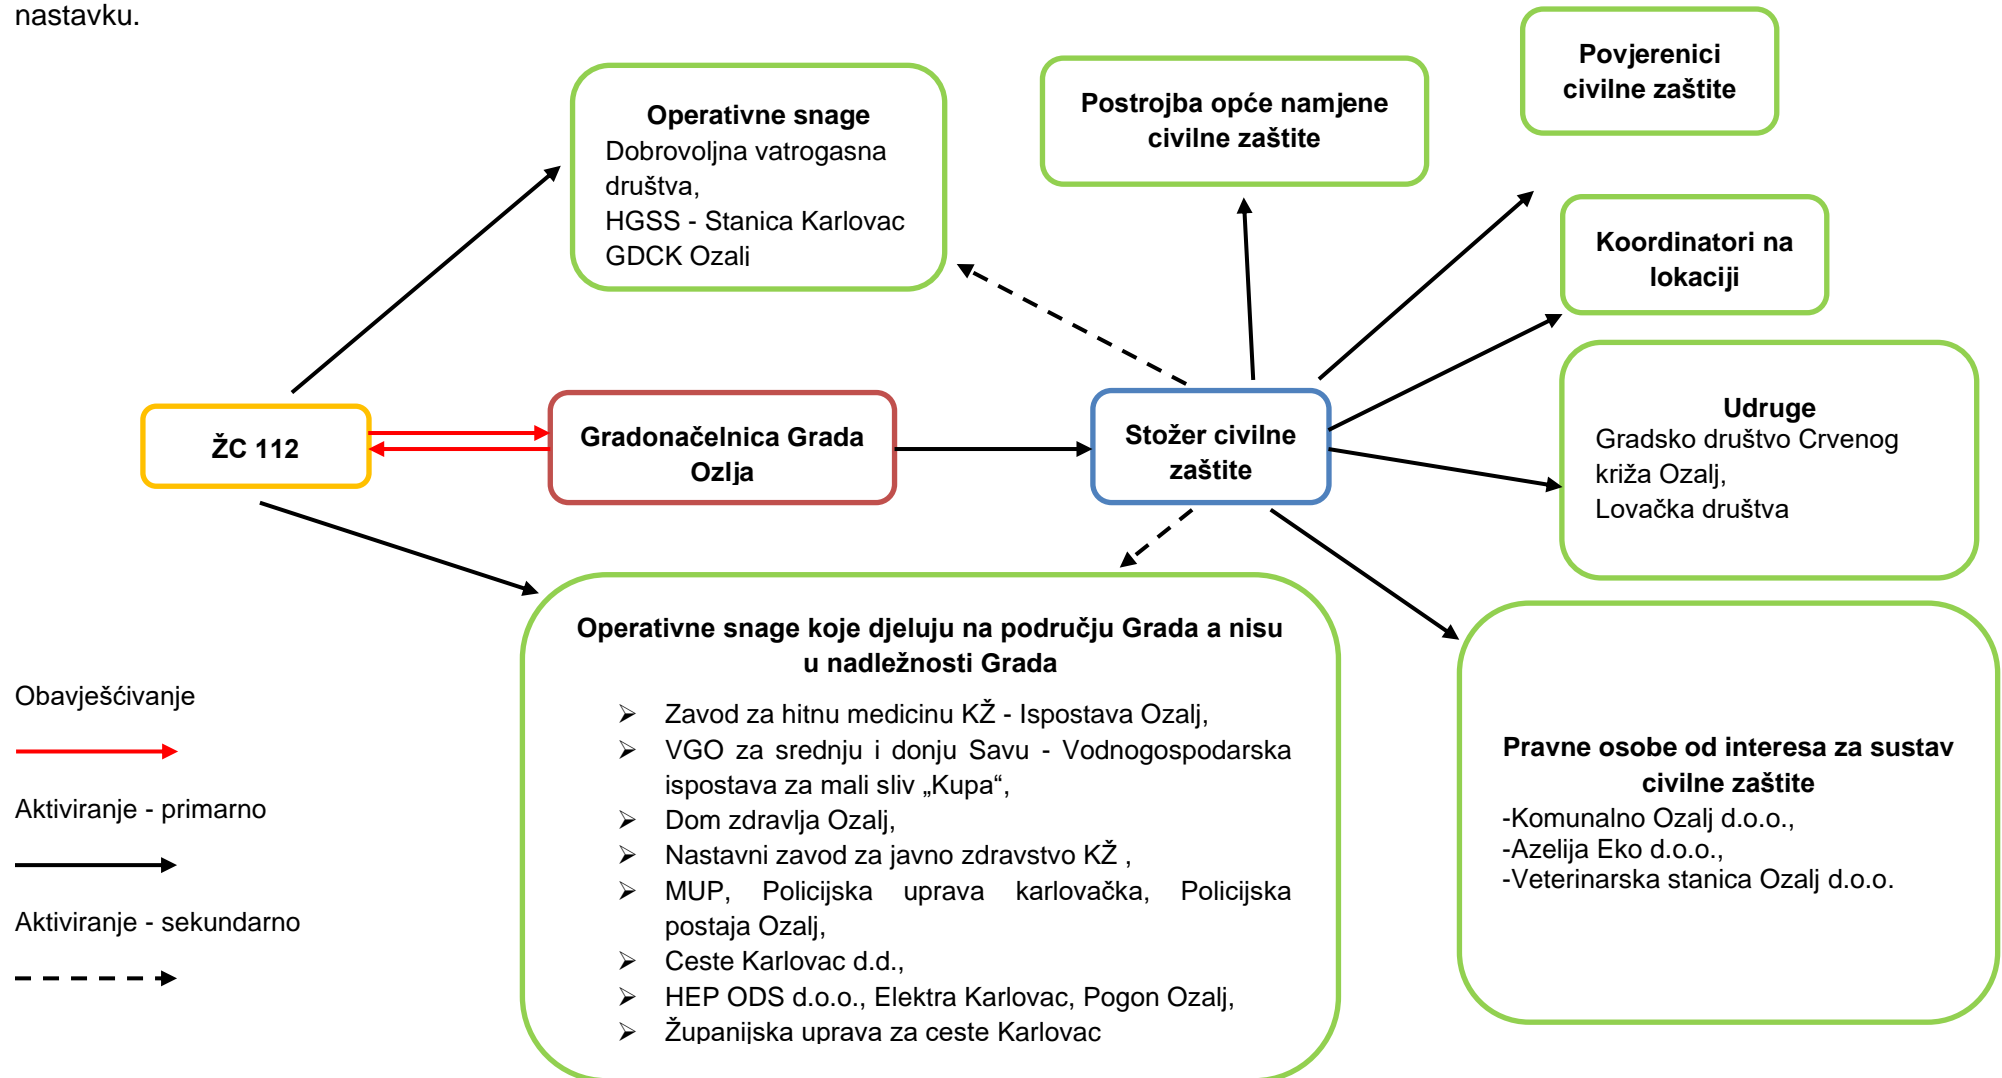 nastavku.
Operativne snage
Dobrovoljna vatrogasna
društva,
HGSS - Stanica Karlovac
GDCK Ozalj
Postrojba opće namjene
civilne zaštite
Povjerenici
civilne zaštite
Koordinatori na
lokaciji
ŽC 112
Gradonačelnica Grada
Ozlja
Stožer civilne
zaštite
Udruge
Gradsko društvo Crvenog
križa Ozalj,
Lovačka društva
Operativne snage koje djeluju na području Grada a nisu
u nadležnosti Grada
➢ Zavod za hitnu medicinu KŽ - Ispostava Ozalj,
➢ VGO za srednju i donju Savu - Vodnogospodarska
ispostava za mali sliv „Kupa“,
➢ Dom zdravlja Ozalj,
➢ Nastavni zavod za javno zdravstvo KŽ ,
➢ MUP, Policijska uprava karlovačka, Policijska
postaja Ozalj,
➢ Ceste Karlovac d.d.,
➢ HEP ODS d.o.o., Elektra Karlovac, Pogon Ozalj,
➢ Županijska uprava za ceste Karlovac
Pravne osobe od interesa za sustav
civilne zaštite
-Komunalno Ozalj d.o.o.,
-Azelija Eko d.o.o.,
-Veterinarska stanica Ozalj d.o.o.
Obavješćivanje
Aktiviranje - primarno
Aktiviranje - sekundarno